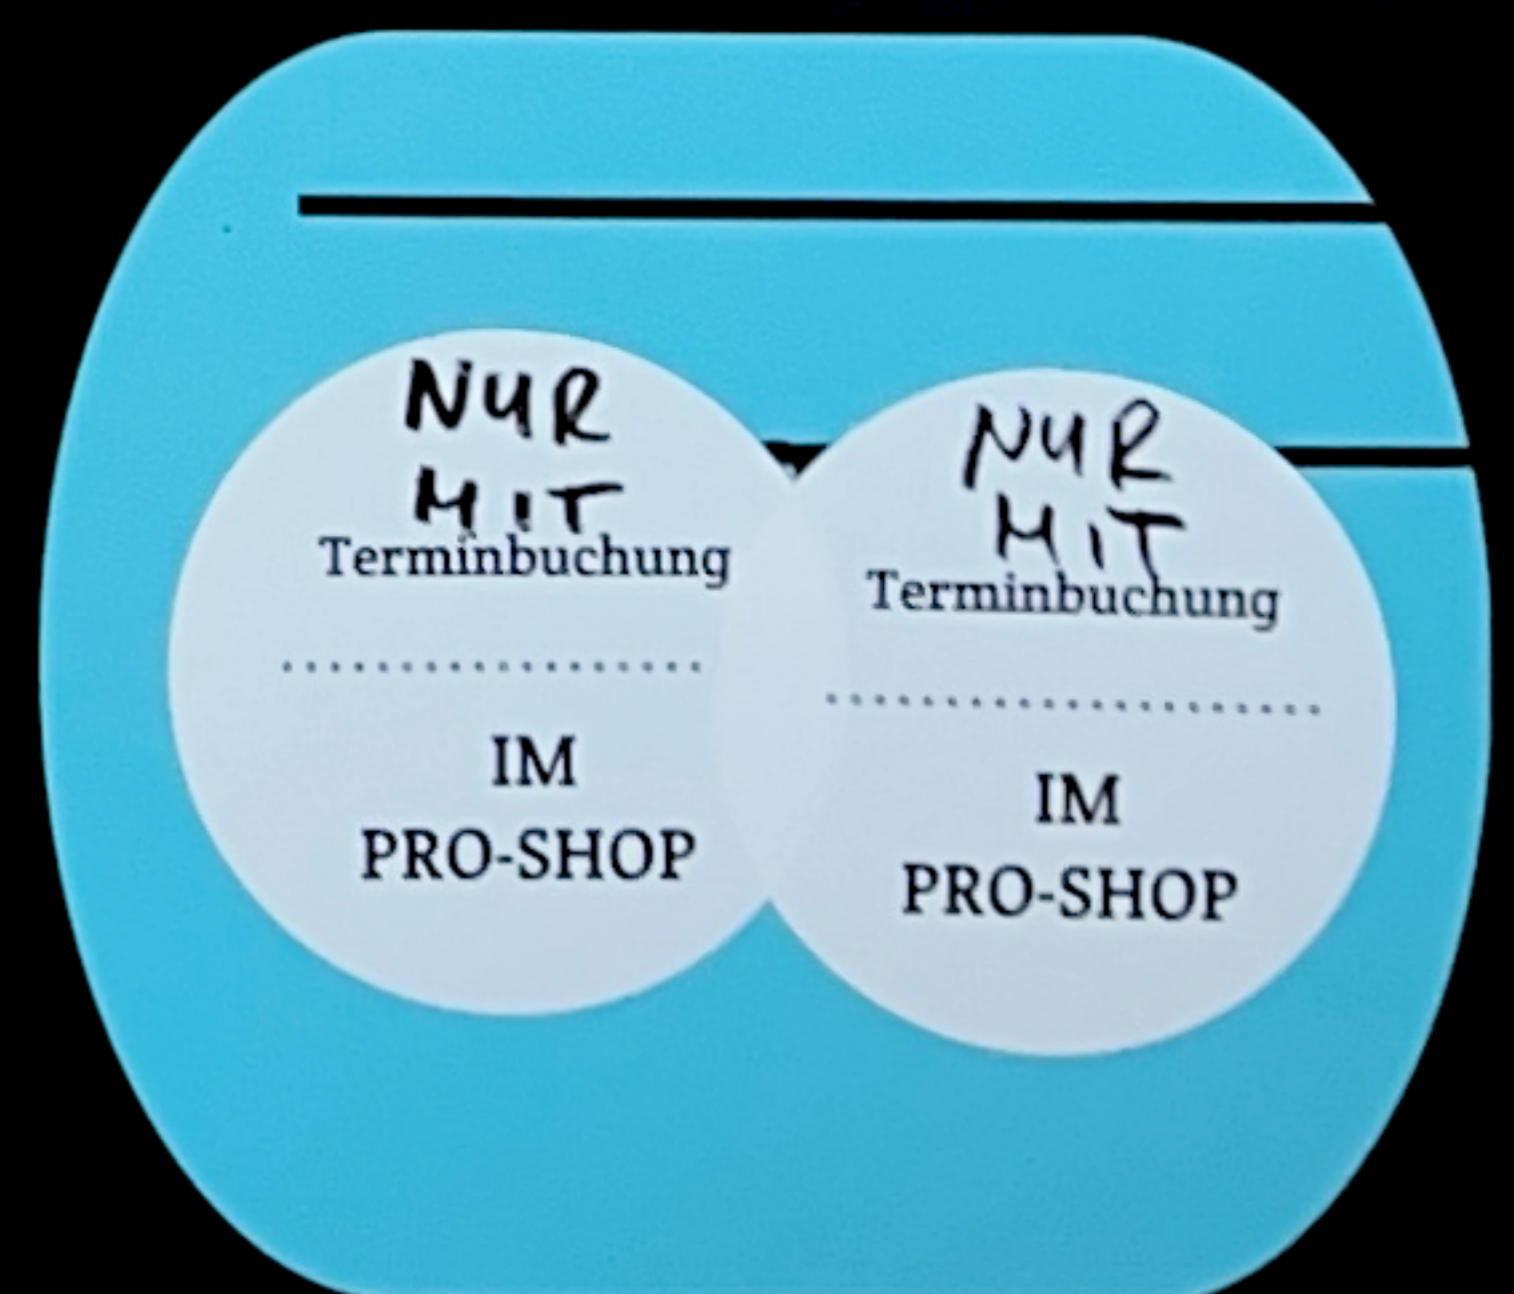 NUR
MIT
Terminbuchung
....................
IM
PRO-SHOP
NUR
MIT
Terminbuchung
.......................
IM
PRO-SHOP